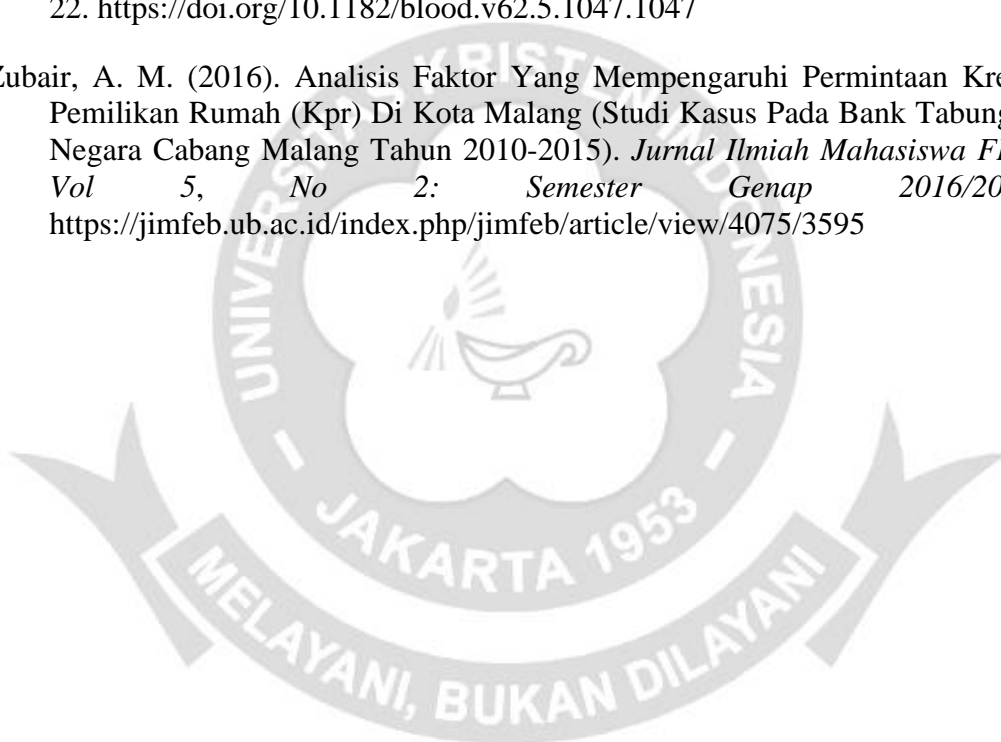 22. https://doi.org/10.1182/blood.v62.5.1047.1047
Zubair, A. M. (2016). Analisis Faktor Yang Mempengaruhi Permintaan Kre
Pemilikan Rumah (Kpr) Di Kota Malang (Studi Kasus Pada Bank Tabung
Negara Cabang Malang Tahun 2010-2015). Jurnal Ilmiah Mahasiswa F
Vol 5, No 2: Semester Genap 2016/20
https://jimfeb.ub.ac.id/index.php/jimfeb/article/view/4075/3595
UNIVERSITAS KRISTEN INDONESIA
- JAKARTA 1953 -
MELAYANI, BUKAN DILAYANI